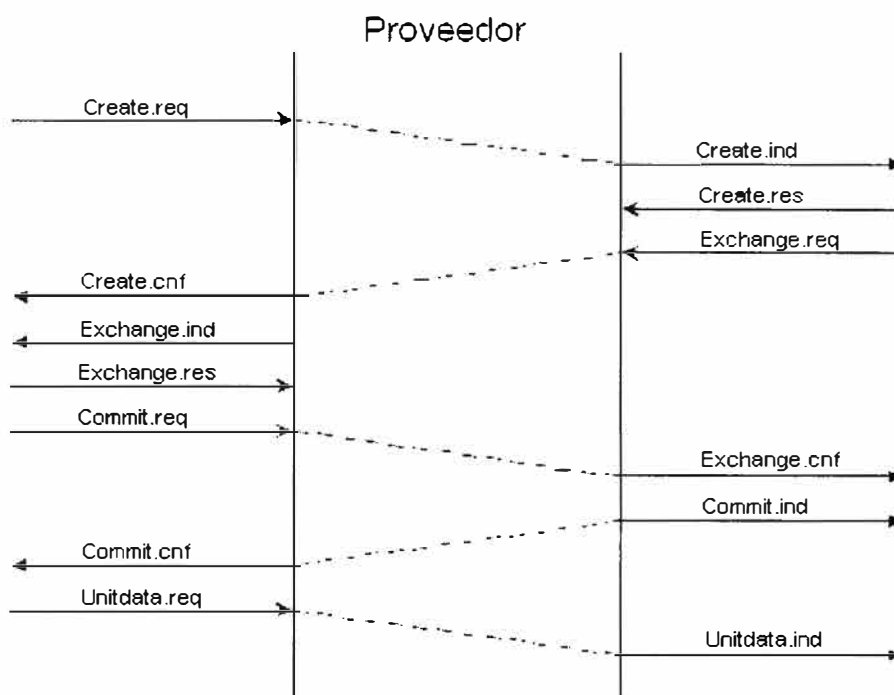 Proveedor
Create.req
Create.ind
Create.res
Exchange.req
Create.cnf
Exchange.ind
Exchange.res
Commit.req
Exchange.cnf
Commit.ind
Commit.cnf
Unitdata.req
Unitdata.ind